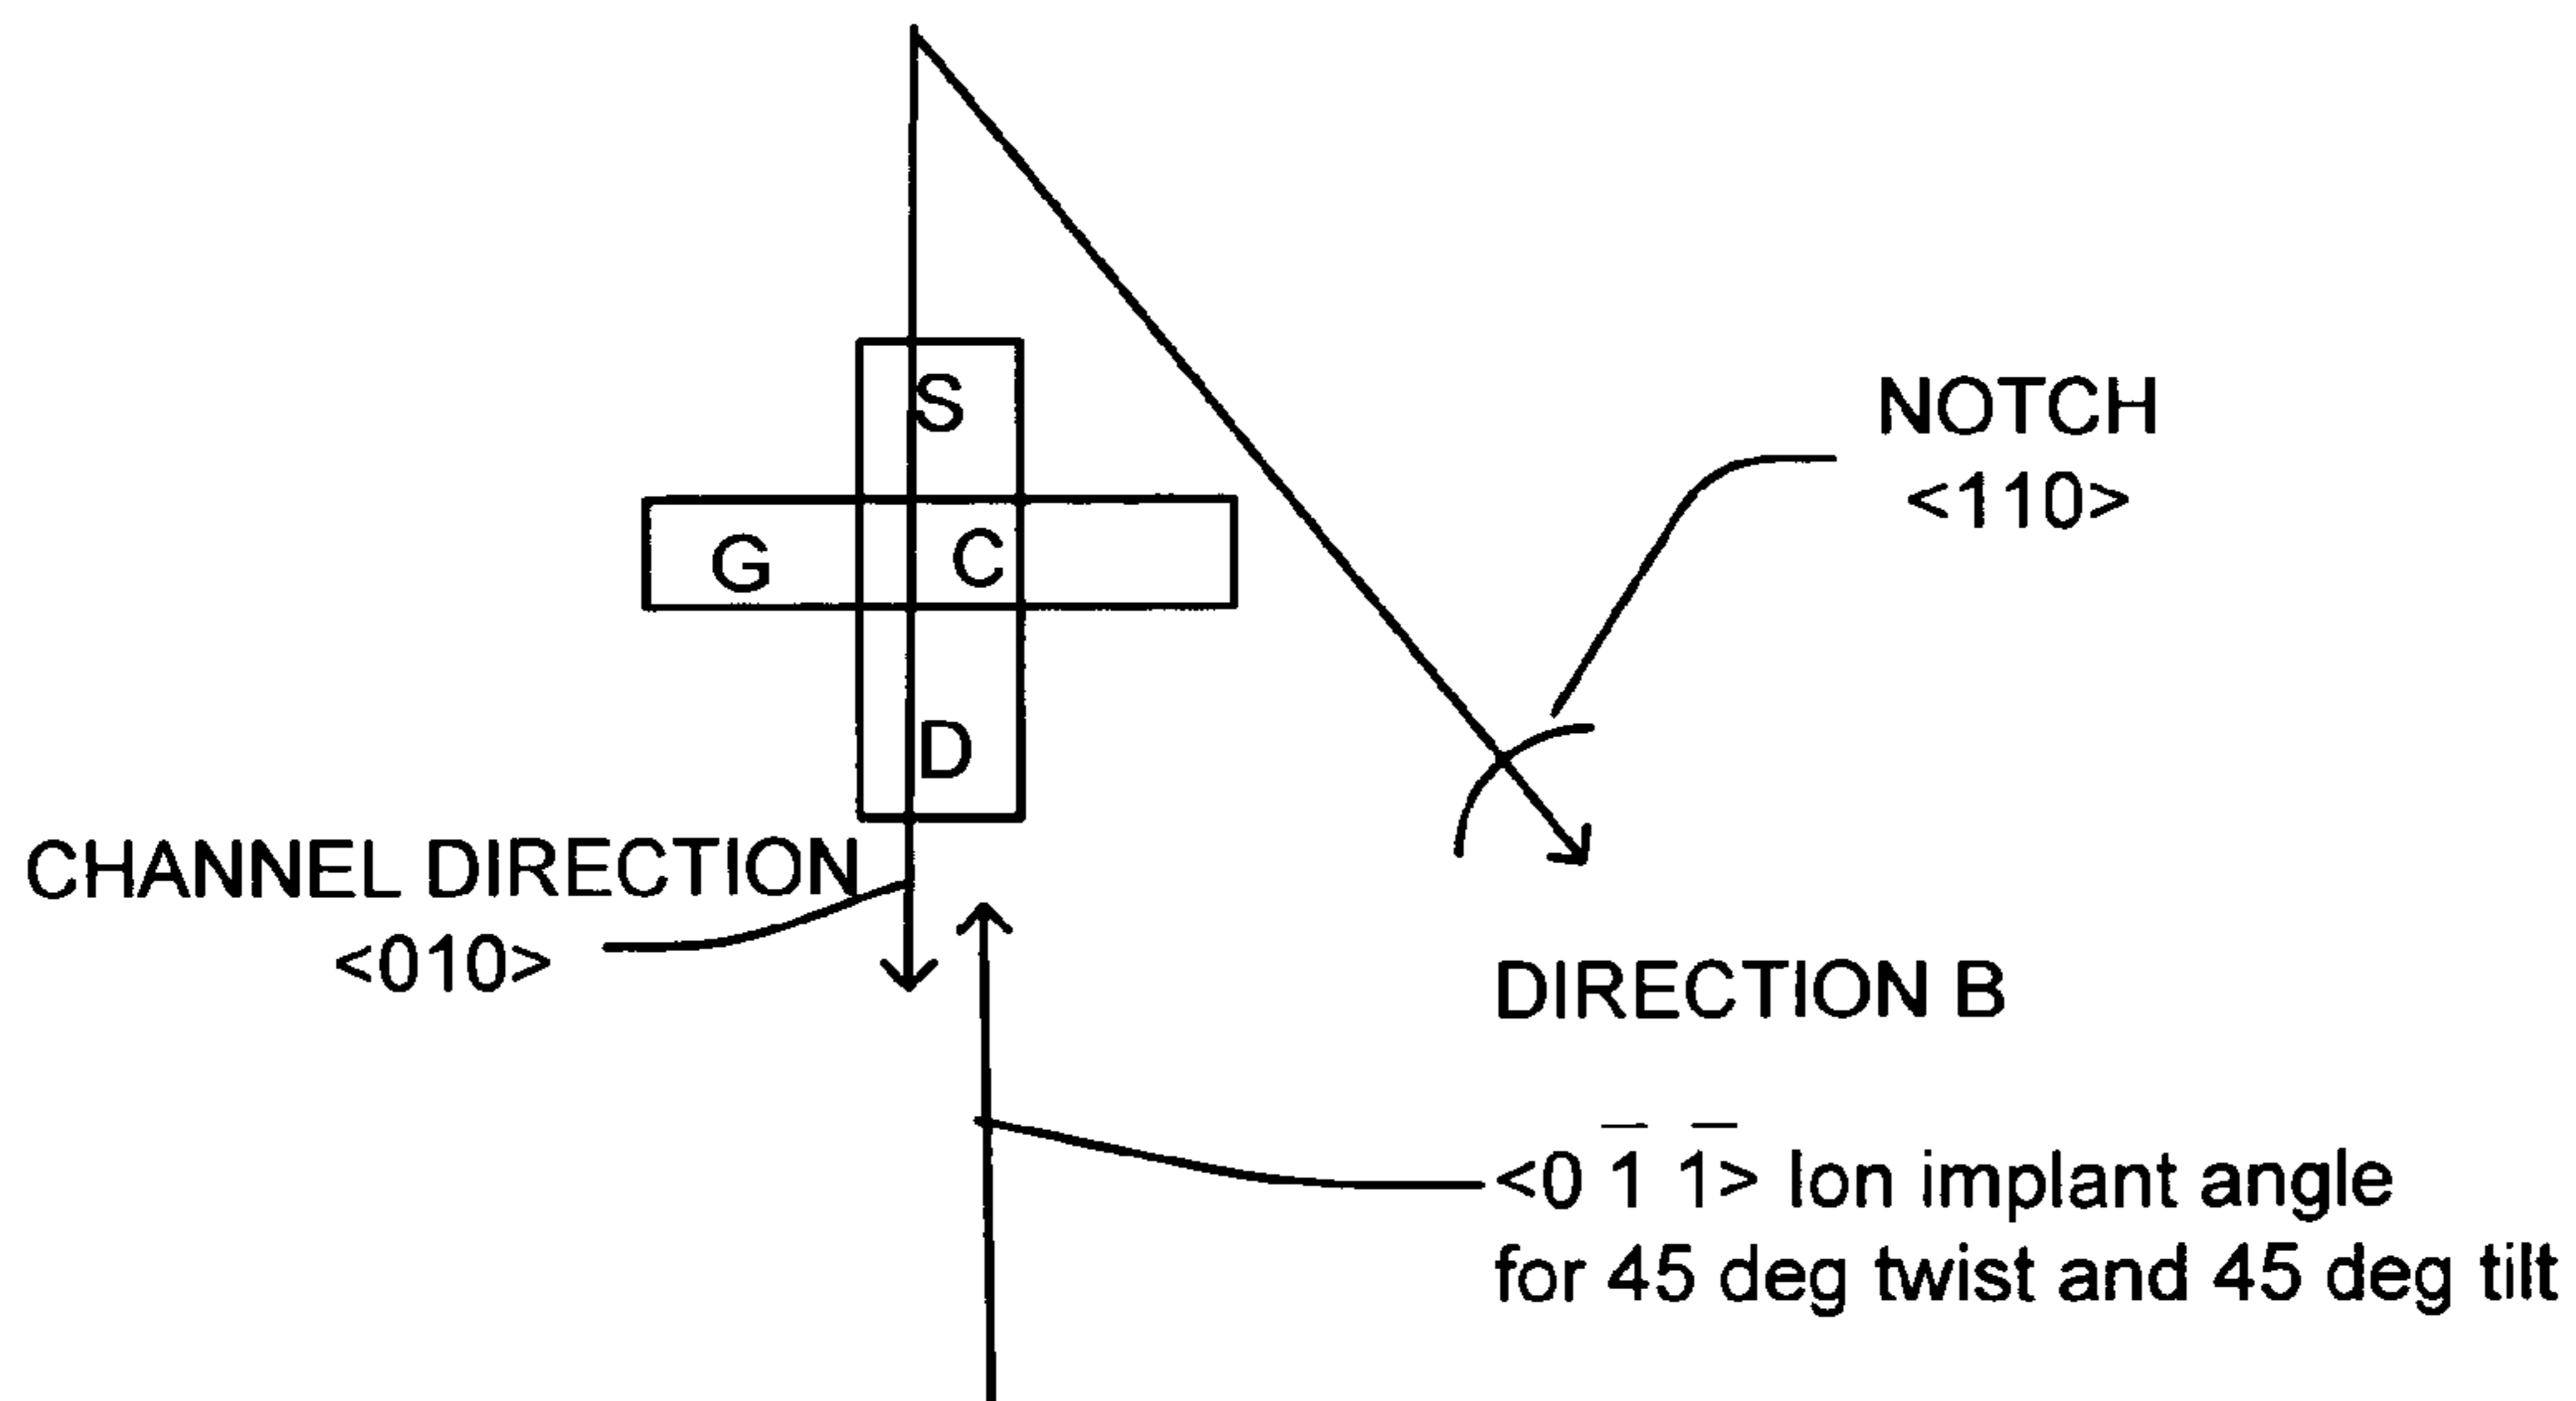 S
NOTCH
<110>
G
C
D
CHANNEL DIRECTION
<010>
DIRECTION B
<0 1̅ 1̅> Ion implant angle
for 45 deg twist and 45 deg tilt